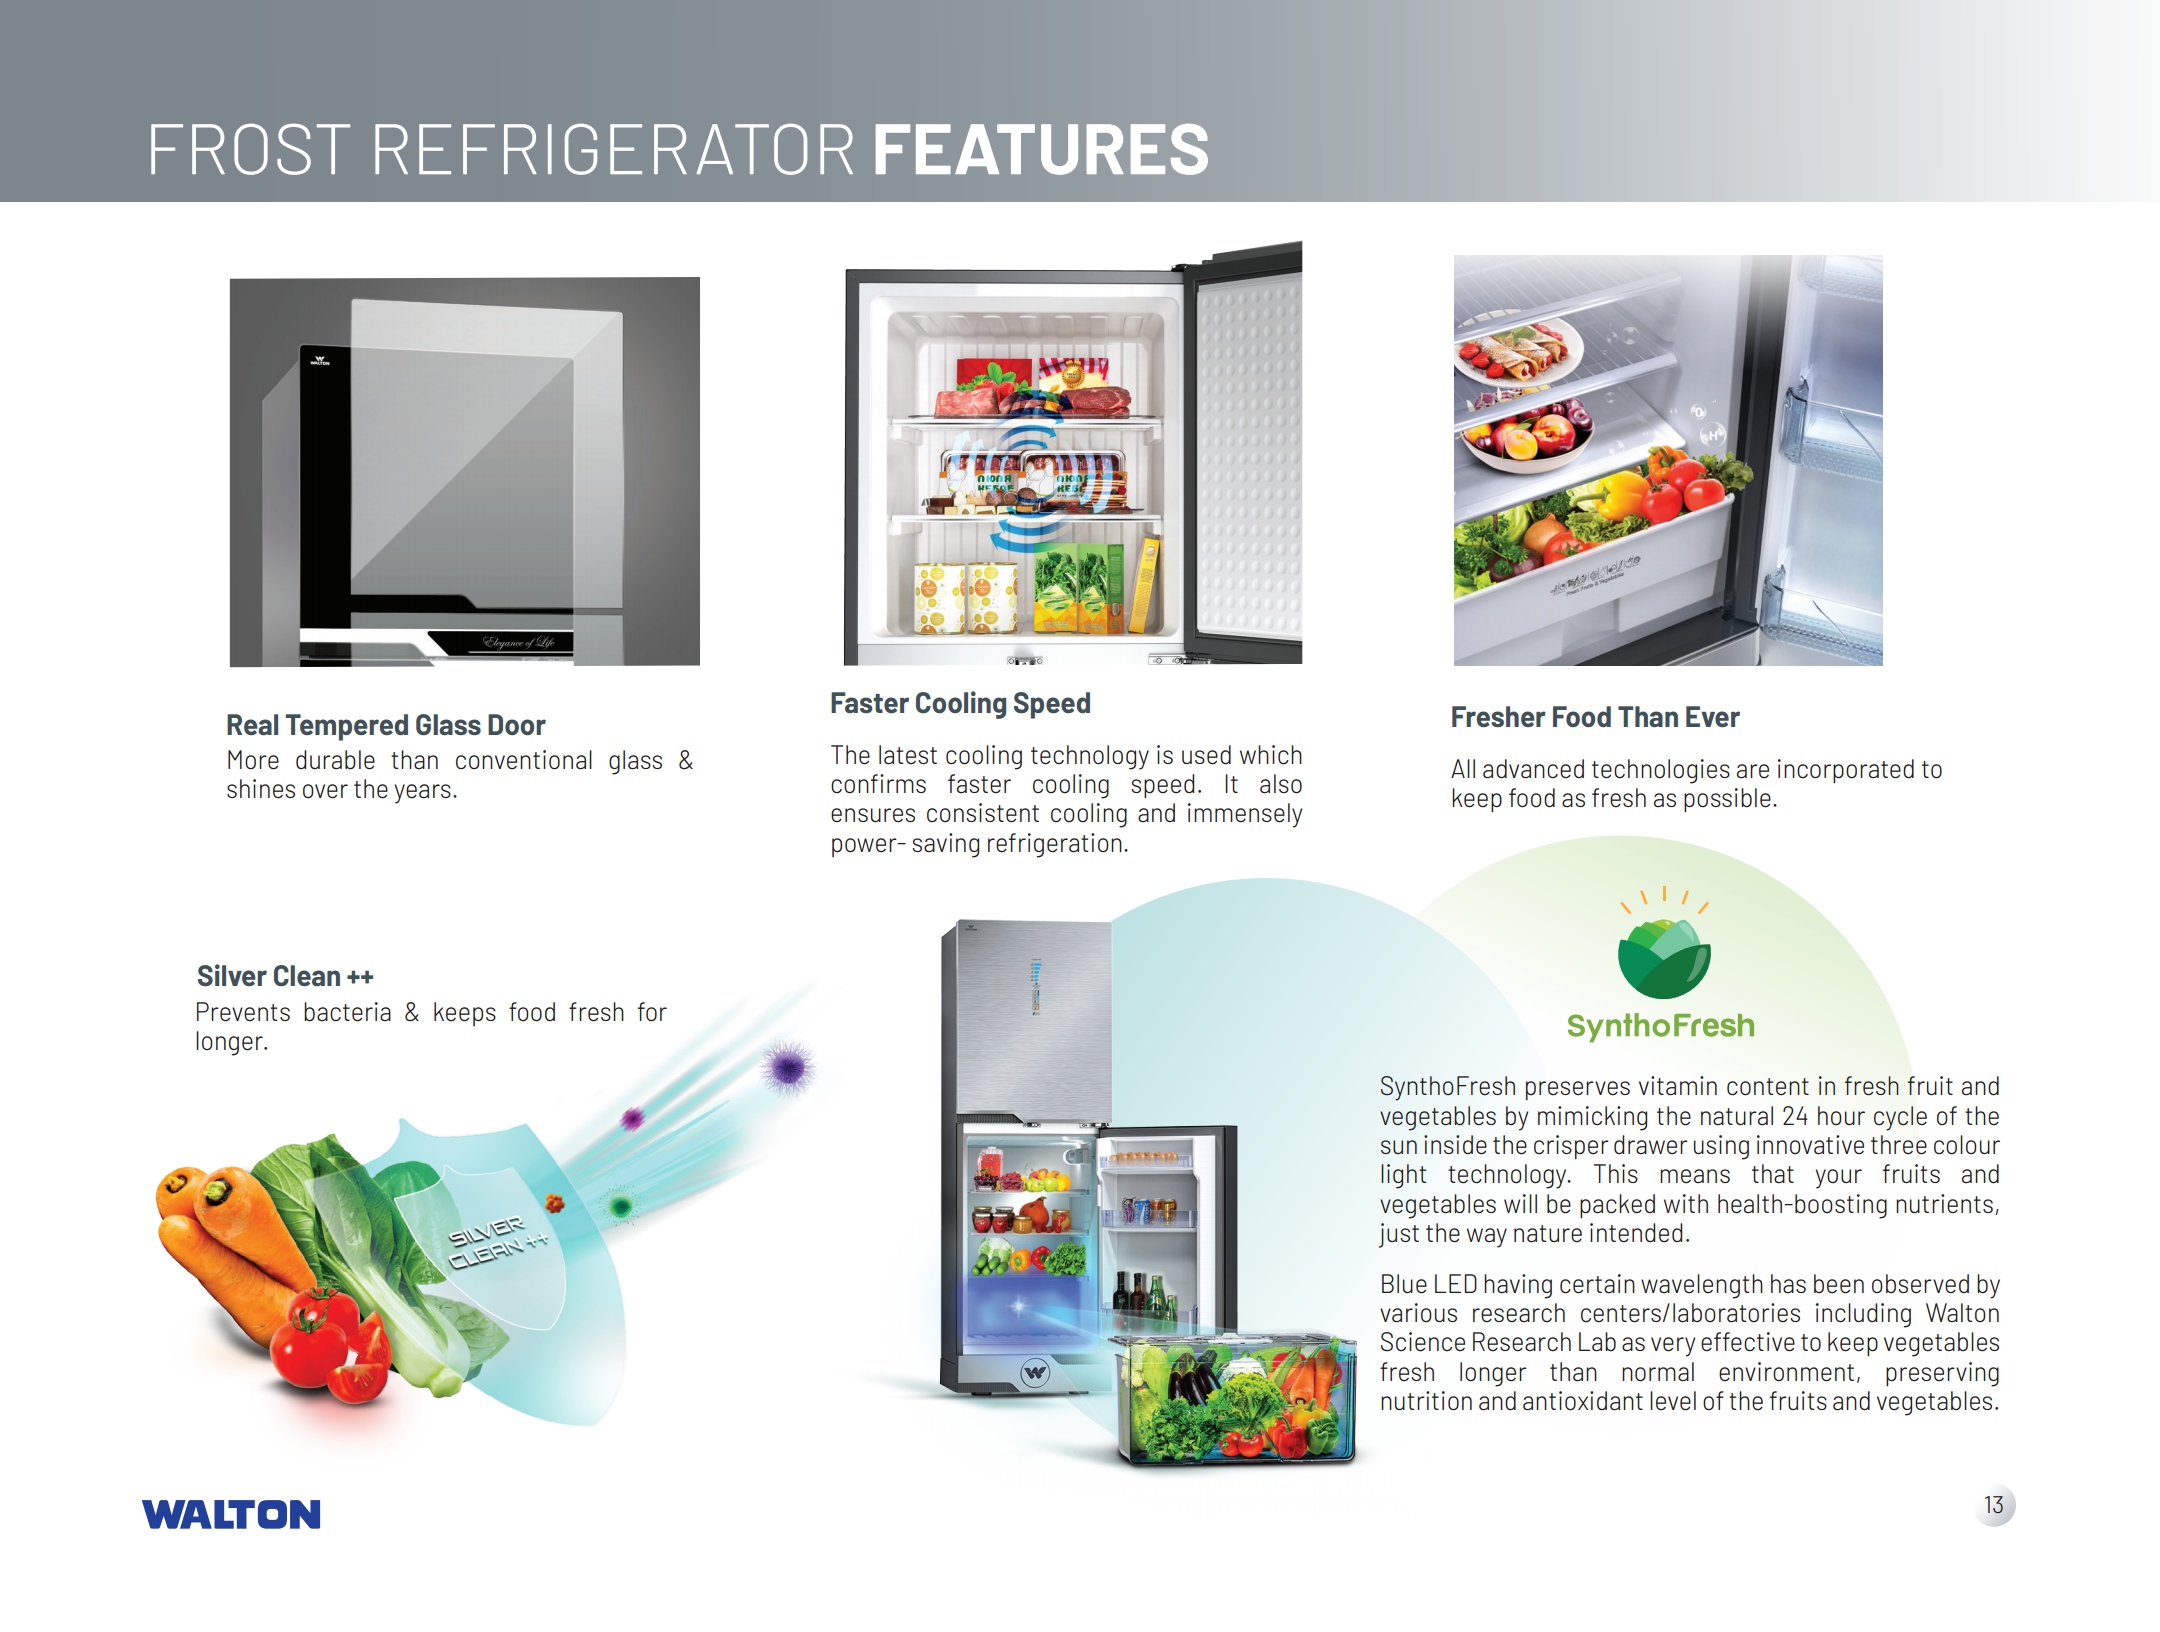 FROST REFRIGERATOR FEATURES
WALTON
Elegance of Life
Real Tempered Glass Door
More durable than conventional glass &
shines over the years.
Faster Cooling Speed
The latest cooling technology is used which
confirms faster cooling speed. It also
ensures consistent cooling and immensely
power- saving refrigeration.
Fresh Fruits & Vegetables
Fresher Food Than Ever
All advanced technologies are incorporated to
keep food as fresh as possible.
Silver Clean ++
Prevents bacteria & keeps food fresh for
longer.
SILVER
CLEAN ++
SynthoFresh
SynthoFresh preserves vitamin content in fresh fruit and
vegetables by mimicking the natural 24 hour cycle of the
sun inside the crisper drawer using innovative three colour
light technology. This means that your fruits and
vegetables will be packed with health-boosting nutrients,
just the way nature intended.
Blue LED having certain wavelength has been observed by
various research centers/laboratories including Walton
Science Research Lab as very effective to keep vegetables
fresh longer than normal environment, preserving
nutrition and antioxidant level of the fruits and vegetables.
WALTON
13